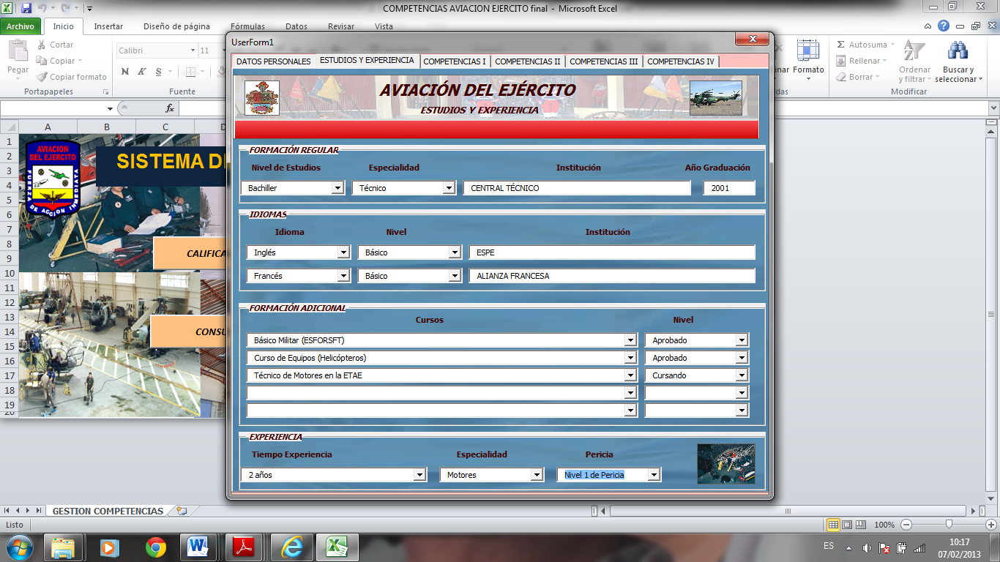 COMPETENCIAS AVIACION EJERCITO final - Microsoft Excel
Archivo Inicio Insertar Diseño de página Fórmulas Datos Revisar Vista
Pegar
Cortar
Copiar
Copiar formato
Portapapeles
Calibri 11
N K S
Fuente
Formato
Autosuma
Rellenar
Borrar
Ordenar
y filtrar
Buscar y
seleccionar
Modificar
fx
A B C
1
2
3
4
5
6
7
8
9
10
11
12
13
14
15
16
17
18
19
20
AVIACION
DEL EJERCITO
FUERZA DE ACCION INMEDIATA
SISTEMA D
CALIFICA
CONSU
UserForm1
DATOS PERSONALES ESTUDIOS Y EXPERIENCIA COMPETENCIAS I COMPETENCIAS II COMPETENCIAS III COMPETENCIAS IV
AVIACIÓN DEL EJÉRCITO
ESTUDIOS Y EXPERIENCIA
FORMACIÓN REGULAR
Nivel de Estudios Especialidad Institución Año Graduación
Bachiller Técnico CENTRAL TÉCNICO 2001
IDIOMAS
Idioma Nivel Institución
Inglés Básico ESPE
Francés Básico ALIANZA FRANCESA
FORMACIÓN ADICIONAL
Cursos Nivel
Básico Militar (ESFORSFT) Aprobado
Curso de Equipos (Helicópteros) Aprobado
Técnico de Motores en la ETAE Cursando
EXPERIENCIA
Tiempo Experiencia Especialidad Pericia
2 años Motores Nivel 1 de Pericia
GESTION COMPETENCIAS
Listo 100%
ES 10:17
07/02/2013